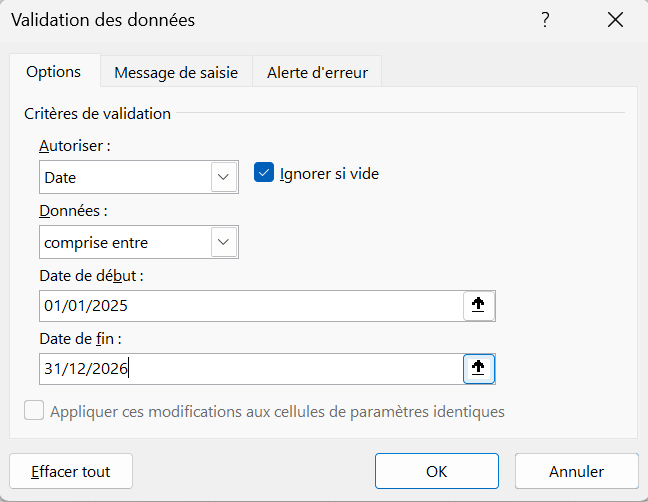 Validation des données ?
Options Message de saisie Alerte d'erreur
Critères de validation
Autoriser :
Date Ignorer si vide
Données :
comprise entre
Date de début :
01/01/2025
Date de fin :
31/12/2026
Appliquer ces modifications aux cellules de paramètres identiques
Effacer tout OK Annuler